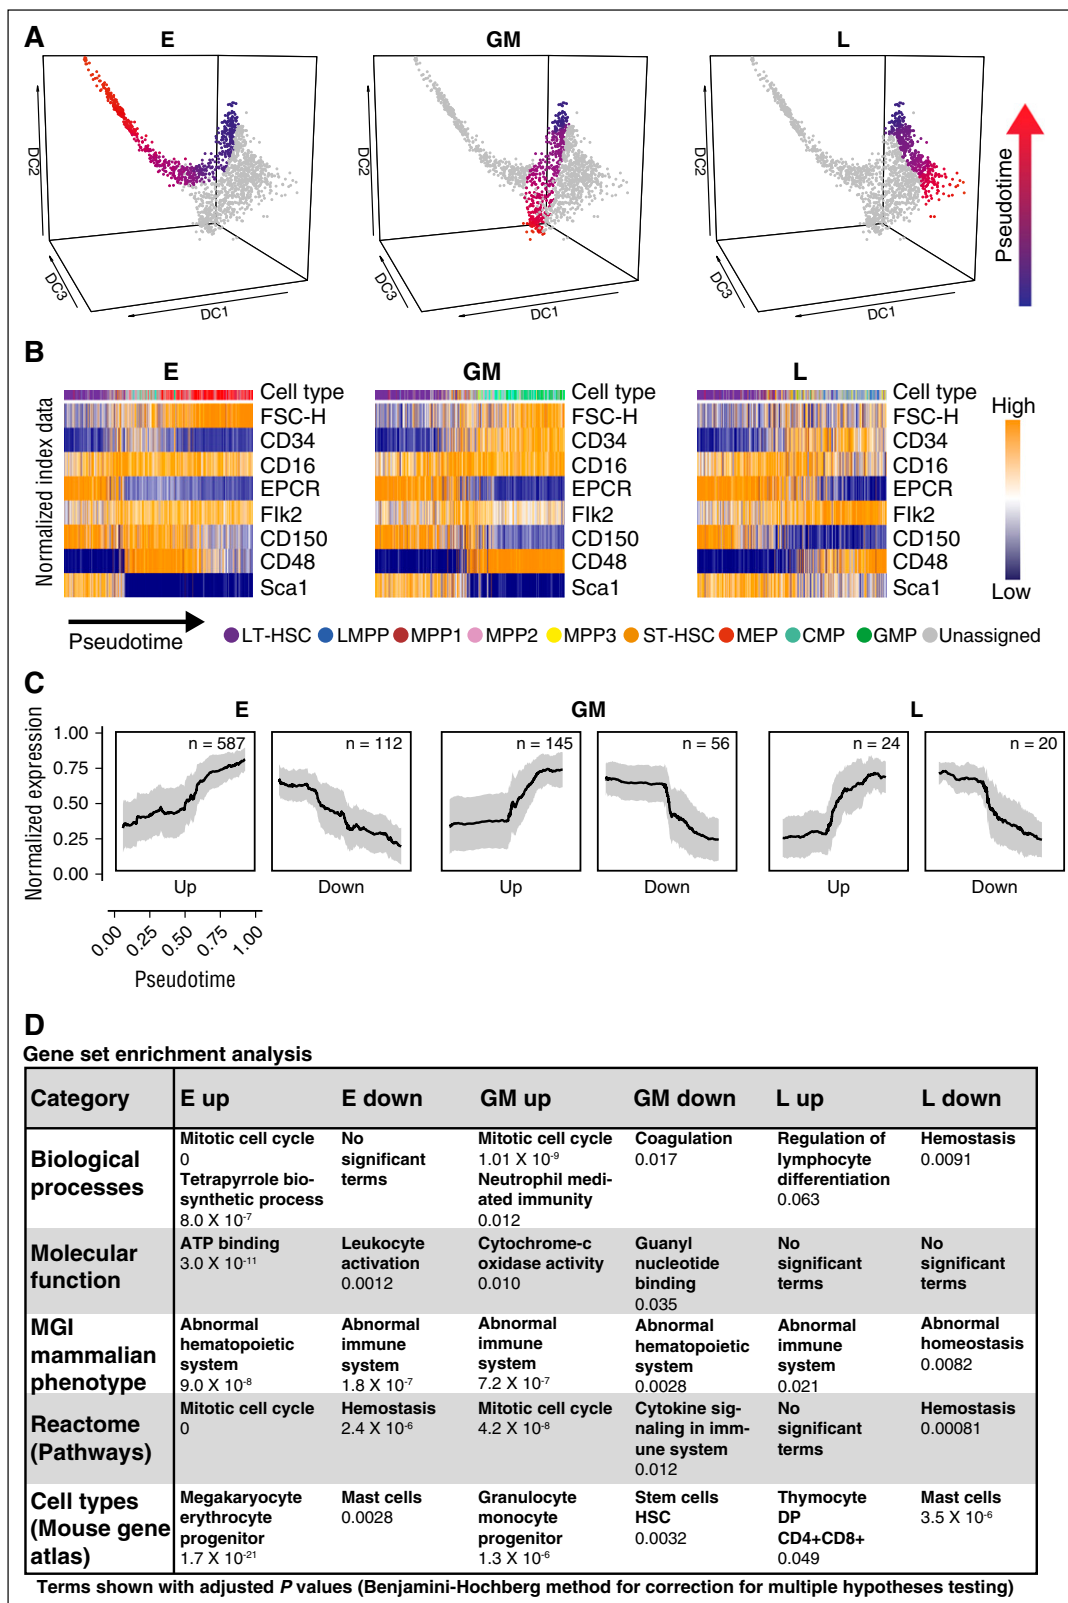 A
E
GM
L
DC2
DC3
DC1
DC2
DC3
DC1
DC2
DC3
DC1
Pseudotime
B
E
GM
L
Normalized index data
Cell type
FSC-H
CD34
CD16
EPCR
Flk2
CD150
CD48
Sca1
Cell type
FSC-H
CD34
CD16
EPCR
Flk2
CD150
CD48
Sca1
Cell type
FSC-H
CD34
CD16
EPCR
Flk2
CD150
CD48
Sca1
High
Low
Pseudotime
LT-HSC LMPP MPP1 MPP2 MPP3 ST-HSC MEP CMP GMP Unassigned
C
E
GM
L
Normalized expression
1.00
0.75
0.50
0.25
0.00
n = 587
n = 112
n = 145
n = 56
n = 24
n = 20
Up
Down
Up
Down
Up
Down
0.00 0.25 0.50 0.75 1.00
Pseudotime
D
Gene set enrichment analysis
Category
E up
E down
GM up
GM down
L up
L down
Biological
processes
Mitotic cell cycle
0
Tetrapyrrole bio-
synthetic process
8.0 X 10-7
No
significant
terms
Mitotic cell cycle
1.01 X 10-9
Neutrophil medi-
ated immunity
0.012
Coagulation
0.017
Regulation of
lymphocyte
differentiation
0.063
Hemostasis
0.0091
Molecular
function
ATP binding
3.0 X 10-11
Leukocyte
activation
0.0012
Cytochrome-c
oxidase activity
0.010
Guanyl
nucleotide
binding
0.035
No
significant
terms
No
significant
terms
MGI
mammalian
phenotype
Abnormal
hematopoietic
system
9.0 X 10-8
Abnormal
immune
system
1.8 X 10-7
Abnormal
immune
system
7.2 X 10-7
Abnormal
hematopoietic
system
0.0028
Abnormal
immune
system
0.021
Abnormal
homeostasis
0.0082
Reactome
(Pathways)
Mitotic cell cycle
0
Hemostasis
2.4 X 10-6
Mitotic cell cycle
4.2 X 10-8
Cytokine sig-
naling in imm-
une system
0.012
No
significant
terms
Hemostasis
0.00081
Cell types
(Mouse gene
atlas)
Megakaryocyte
erythrocyte
progenitor
1.7 X 10-21
Mast cells
0.0028
Granulocyte
monocyte
progenitor
1.3 X 10-6
Stem cells
HSC
0.0032
Thymocyte
DP
CD4+CD8+
0.049
Mast cells
3.5 X 10-6
Terms shown with adjusted P values (Benjamini-Hochberg method for correction for multiple hypotheses testing)